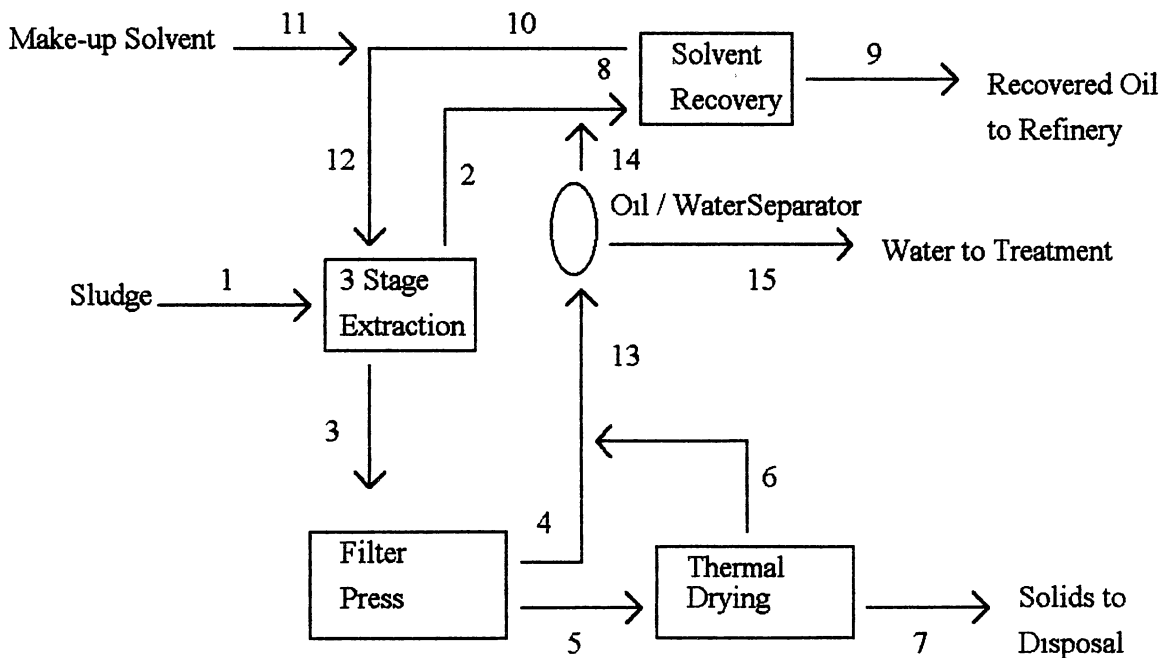 11
10
Make-up Solvent
8
Solvent
Recovery
9
Recovered Oil
to Refinery
12
2
14
Oil / WaterSeparator
Water to Treatment
15
Sludge
1
3 Stage
Extraction
13
3
6
4
Filter
Press
Thermal
Drying
5
7
Solids to
Disposal